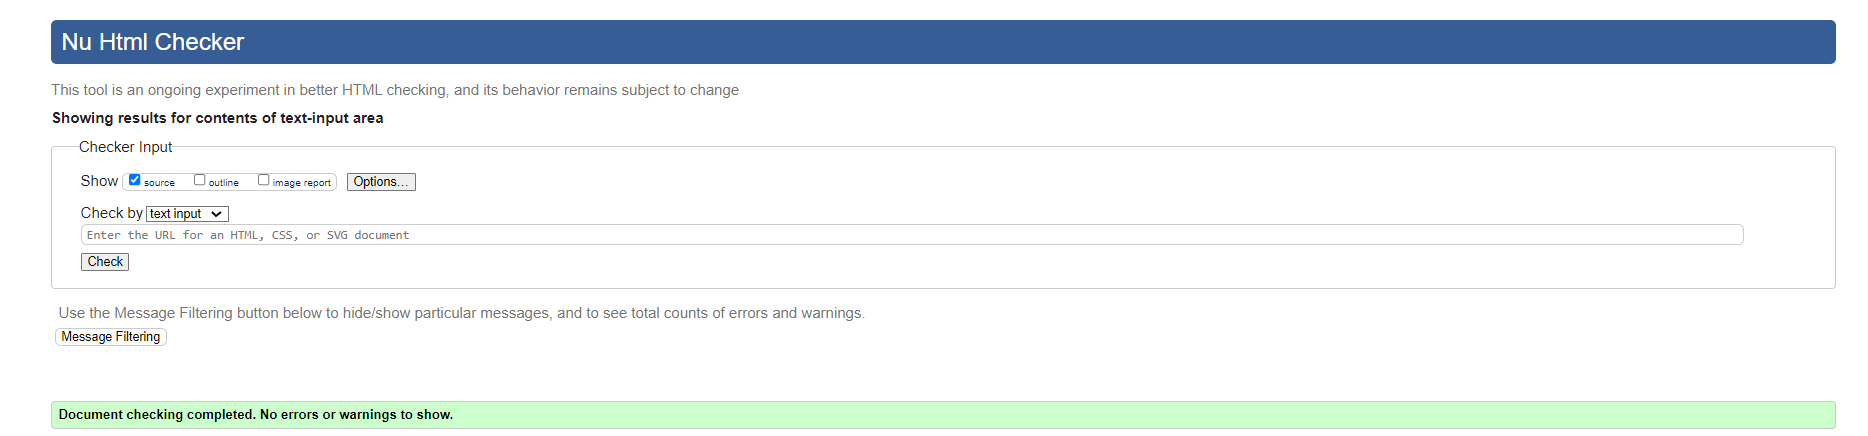 Nu Html Checker
This tool is an ongoing experiment in better HTML checking, and its behavior remains subject to change
Showing results for contents of text-input area
Checker Input
Show source outline image report Options...
Check by text input
Enter the URL for an HTML, CSS, or SVG document
Check
Use the Message Filtering button below to hide/show particular messages, and to see total counts of errors and warnings.
Message Filtering
Document checking completed. No errors or warnings to show.